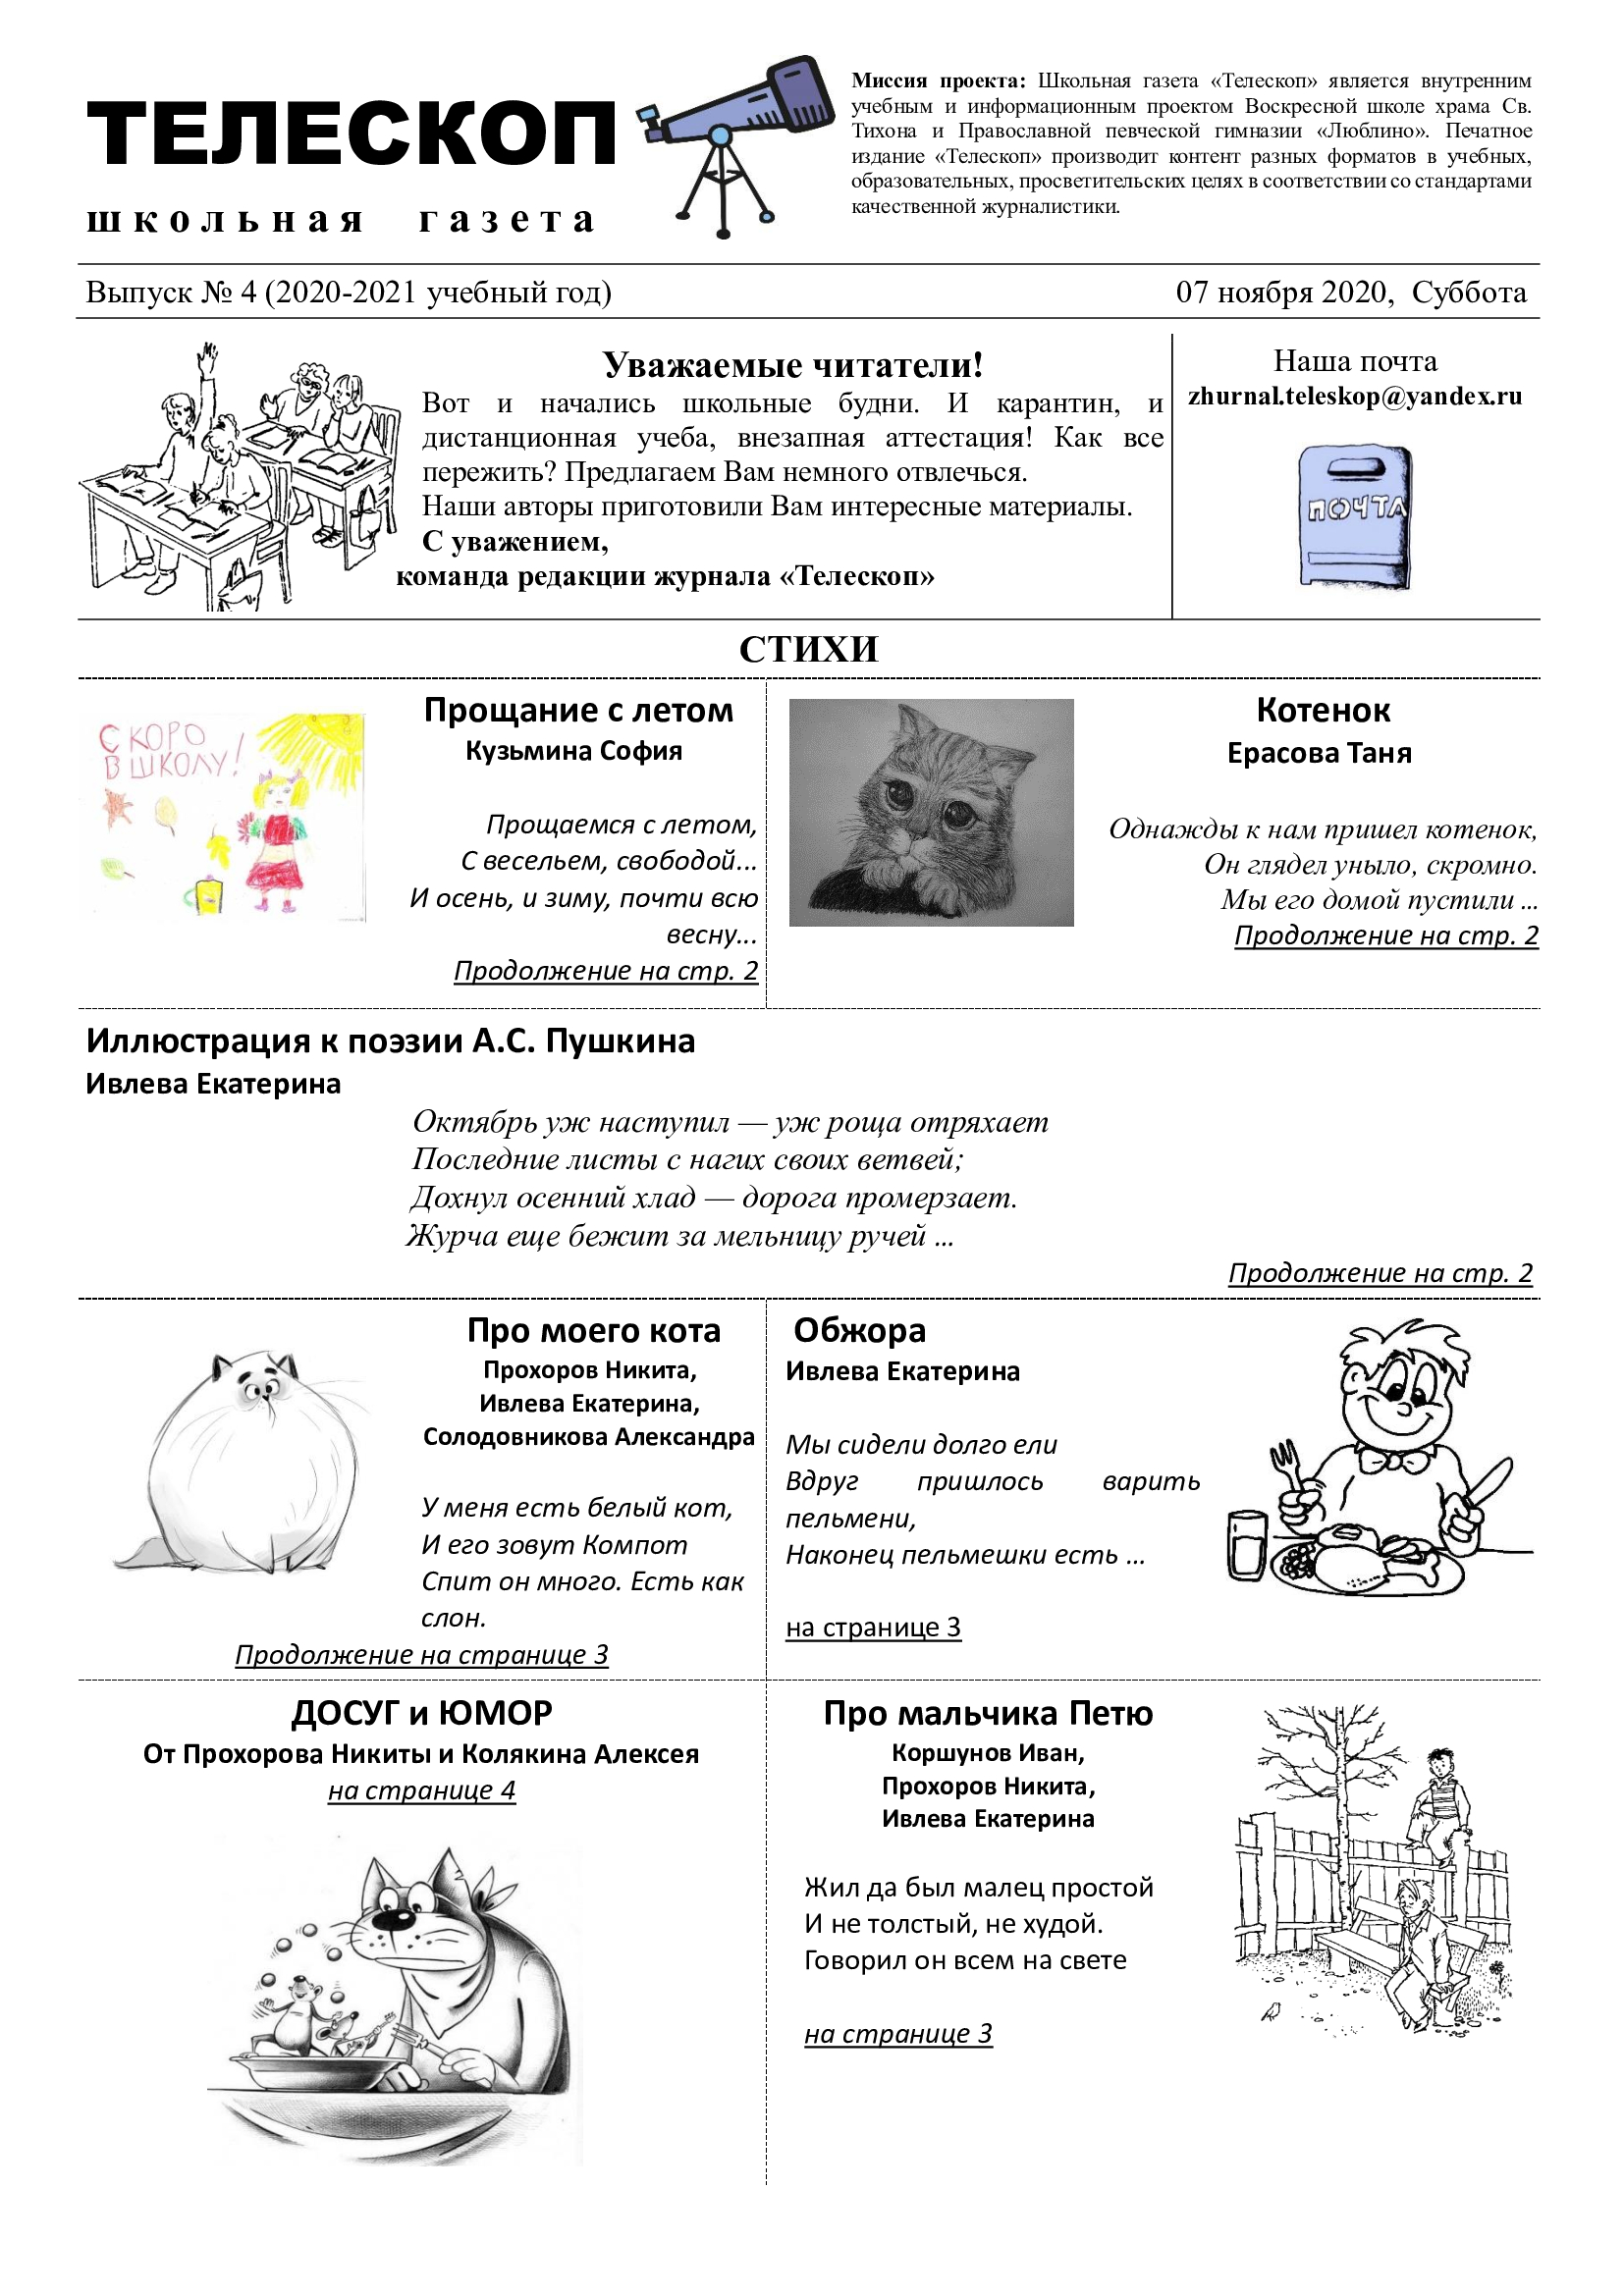 ТЕЛЕСКОП
школьная газета
Миссия проекта: Школьная газета «Телескоп» является внутренним
учебным и информационным проектом Воскресной школе храма Св.
Тихона и Православной певческой гимназии «Люблино». Печатное
издание «Телескоп» производит контент разных форматов в учебных,
образовательных, просветительских целях в соответствии со стандартами
качественной журналистики.
Выпуск № 4 (2020-2021 учебный год)
07 ноября 2020, Суббота
Уважаемые читатели!
Вот и начались школьные будни. И карантин, и
дистанционная учеба, внезапная аттестация! Как все
пережить? Предлагаем Вам немного отвлечься.
Наши авторы приготовили Вам интересные материалы.
С уважением,
команда редакции журнала «Телескоп»
Наша почта
zhurnal.teleskop@yandex.ru
ПОЧТА
СТИХИ
СКОРО
В ШКОЛУ!
Прощание с летом
Кузьмина София
Прощаемся с летом,
С весельем, свободой...
И осень, и зиму, почти всю
весну...
Продолжение на стр. 2
Котенок
Ерасова Таня
Однажды к нам пришел котенок,
Он глядел уныло, скромно.
Мы его домой пустили ...
Продолжение на стр. 2
Иллюстрация к поэзии А.С. Пушкина
Ивлева Екатерина
Октябрь уж наступил — уж роща отряхает
Последние листы с нагих своих ветвей;
Дохнул осенний хлад — дорога промерзает.
Журча еще бежит за мельницу ручей ...
Продолжение на стр. 2
Про моего кота
Прохоров Никита,
Ивлева Екатерина,
Солодовникова Александра
У меня есть белый кот,
И его зовут Компот
Спит он много. Есть как
слон.
Продолжение на странице 3
Обжора
Ивлева Екатерина
Мы сидели долго ели
Вдруг пришлось варить
пельмени,
Наконец пельмешки есть ...
на странице 3
ДОСУГ и ЮМОР
От Прохорова Никиты и Колякина Алексея
на странице 4
Про мальчика Петю
Коршунов Иван,
Прохоров Никита,
Ивлева Екатерина
Жил да был малец простой
И не толстый, не худой.
Говорил он всем на свете
на странице 3